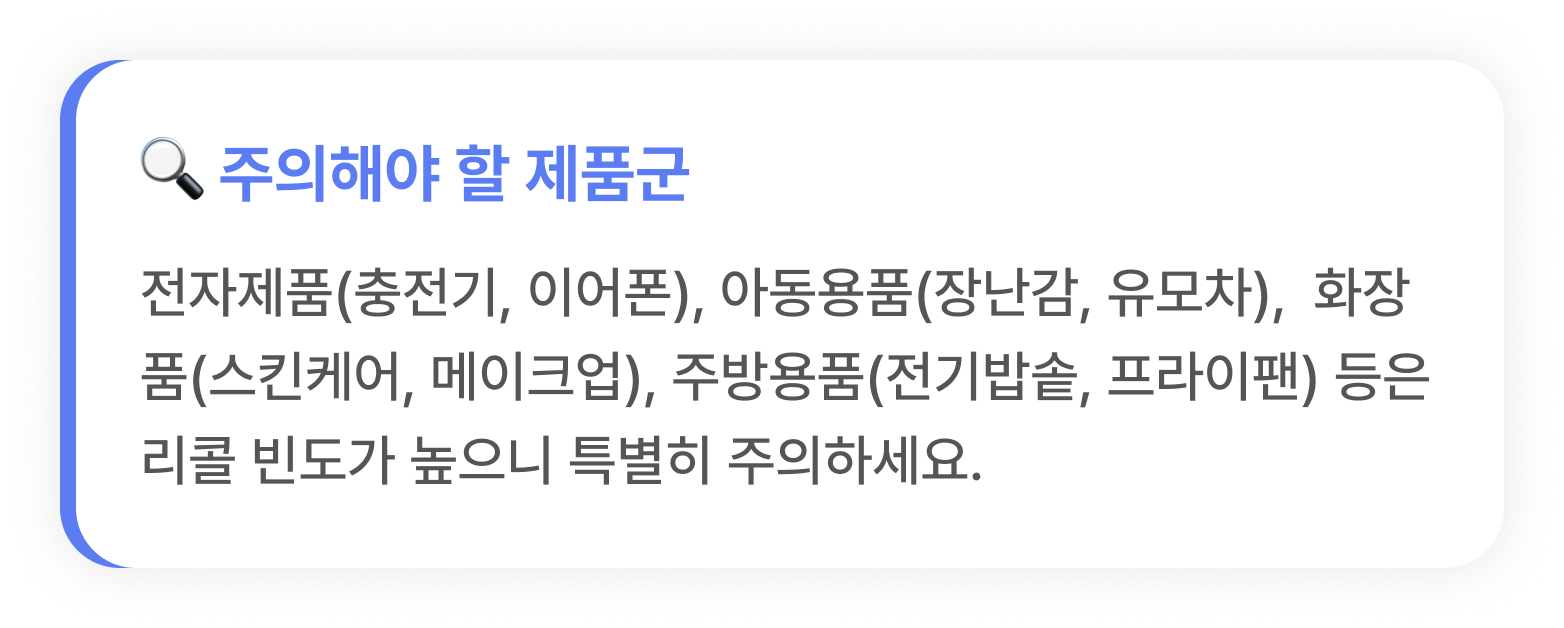 🔍 주의해야 할 제품군
전자제품(충전기, 이어폰), 아동용품(장난감, 유모차),  화장
품(스킨케어, 메이크업), 주방용품(전기밥솥, 프라이팬) 등은
리콜 빈도가 높으니 특별히 주의하세요.